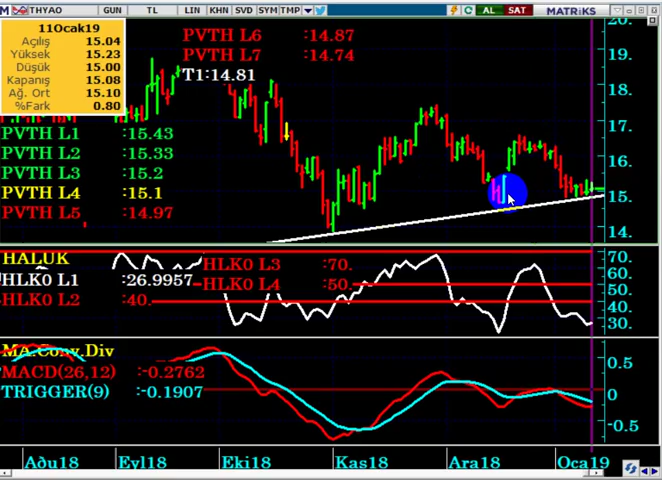 M THYAO GUN TL LIN KHN SVD SYM TMP AL SAT MATRİKS
11Ocak19
Açılış 15.04
Yüksek 15.23
Düşük 15.00
Kapanış 15.08
Ağ. Ort 15.10
%Fark 0.80
PVTH L6 :14.87
PVTH L7 :14.74
T1:14.81
PVTH L1 :15.43
PVTH L2 :15.33
PVTH L3 :15.2
PVTH L4 :15.1
PVTH L5 :14.97
20.
19.
18.
17.
16.
15.
14.
HALUK
HLK0 L1 :26.9957
HLK0 L2 :40.
HLK0 L3 :70.
HLK0 L4 :50.
70.
60.
50.
40.
30.
MA.Conv.Div
MACD(26,12) :-0.2762
TRIGGER(9) :-0.1907
0.5
0
-0.5
Aðu18 Eyl18 Eki18 Kas18 Ara18 Oca19